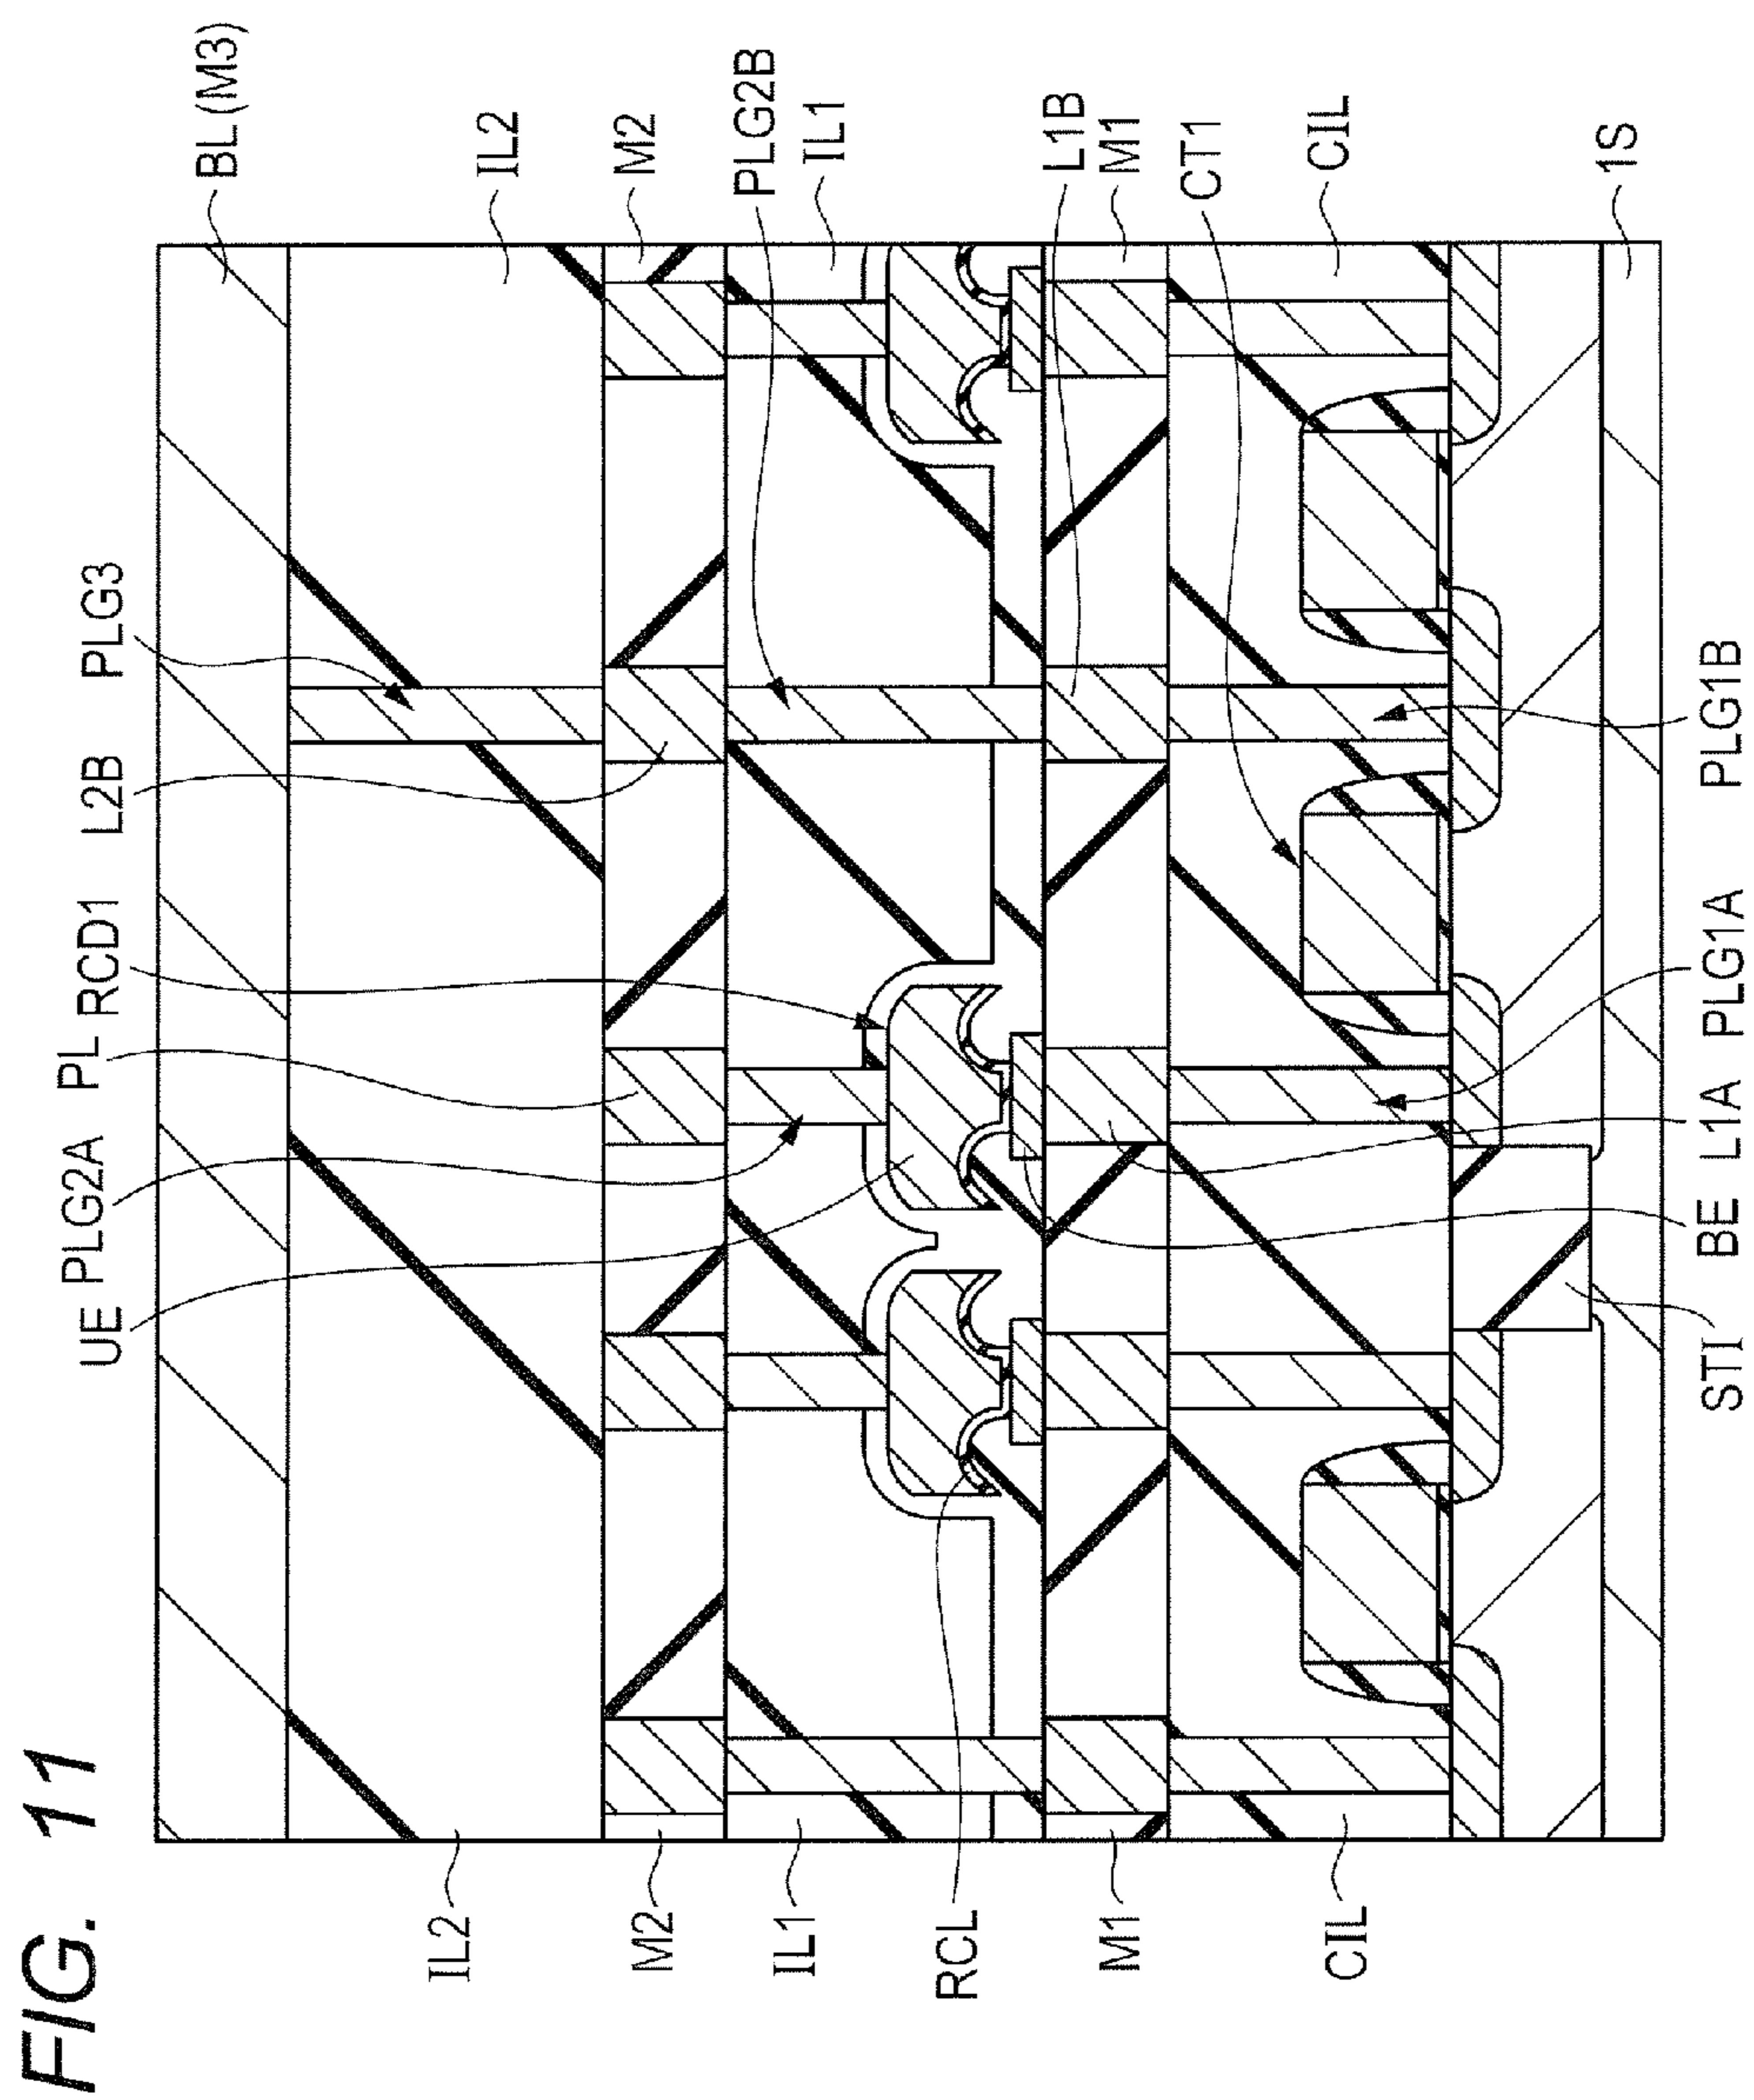 FIG. 11
BL(M3)
IL2
M2
PLG2B
IL1
L1B
M1
CT1
CIL
1S
PLG3
L2B
RCD1
PL
PLG2A
UE
PLG1B
PLG1A
L1A
BE
STI
IL2
M2
IL1
RCL
M1
CIL